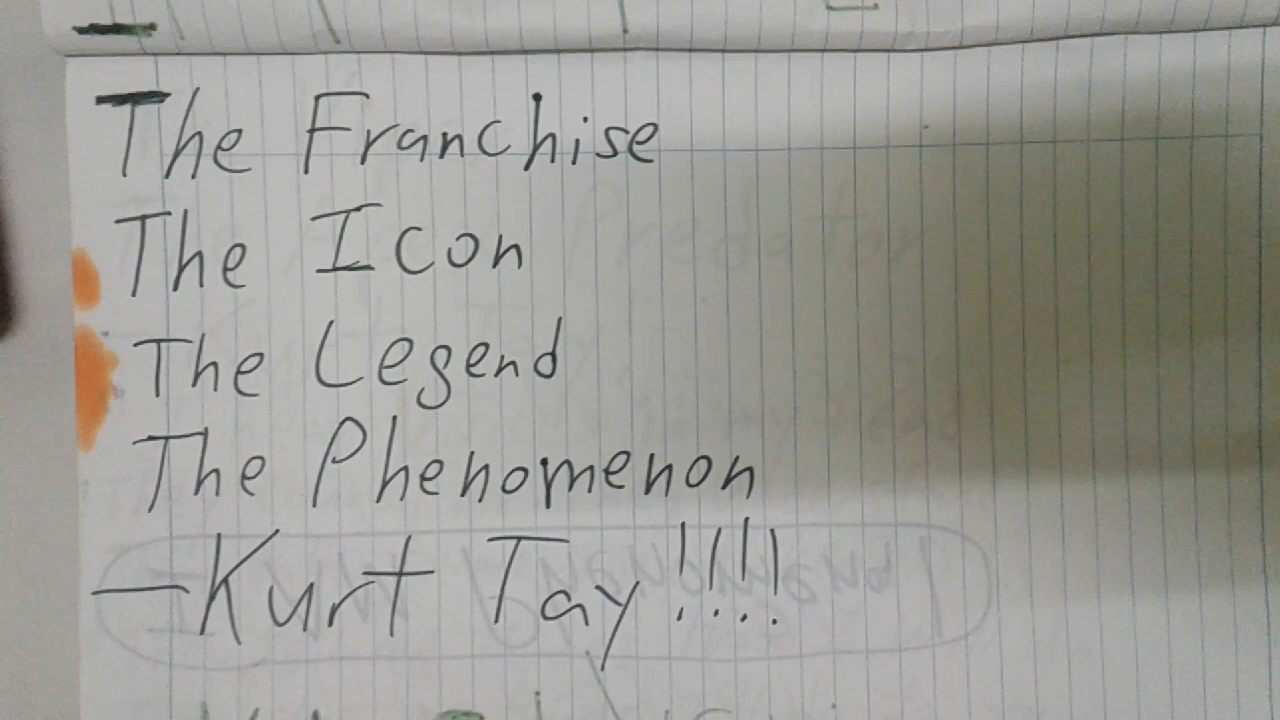 The Franchise
The Icon
The Legend
The Phenomenon
—Kurt Tay!!!!